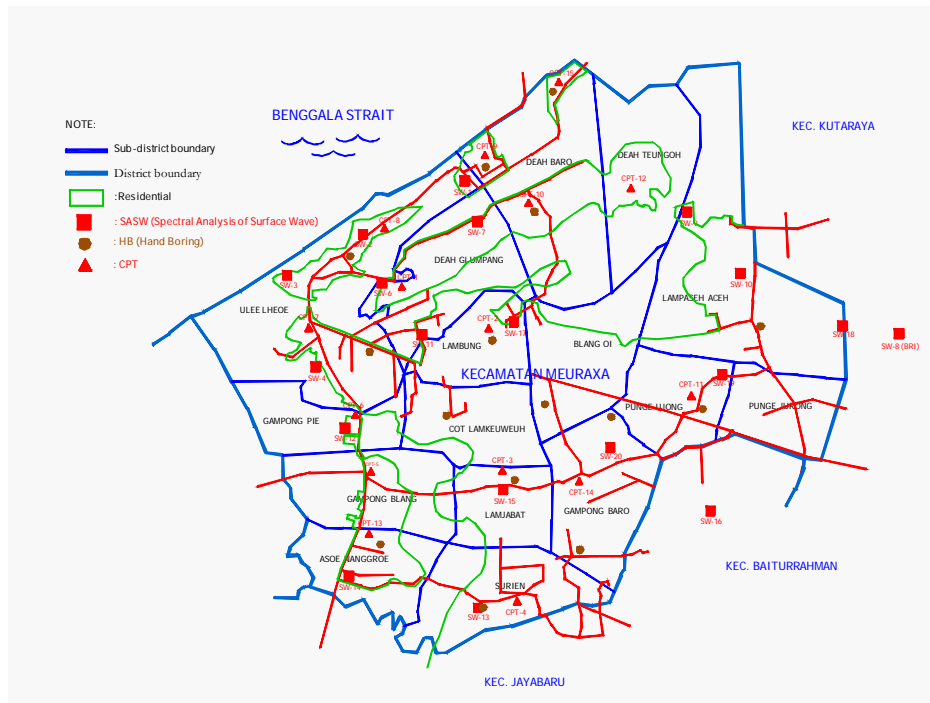 CPT-15
BENGGALA STRAIT
NOTE:
KEC. KUTARAYA
Sub-district boundary
CPT-9
DEAH BARO
DEAH TEUNGOH
District boundary
CPT-12
:Residential
CPT-10
: SASW (Spectral Analysis of Surface Wave)
CPT-8
SW-7
: HB (Hand Boring)
SW-2
DEAH GLUMPANG
: CPT
SW-3
SW-6
SW-10
LAMPASEH ACEH
ULEE LHEOE
CPT-2
SW-17
SW-18
SW-11
LAMBUNG
BLANG OI
SW-8 (BRI)
KECAMATAN MEURAXA
SW-4
SW-19
CPT-11
PUNGE UJONG
PUNGE JUKONG
GAMPONG PIE
COT LAMKEUWEUH
SW-12
SW-20
CPT-3
CPT-5
CPT-14
GAMPONG BLANG
SW-15
LAMJABAT
GAMPONG BARO
SW-16
CPT-13
ASOE NANGGROE
KEC. BAITURRAHMAN
SW-14
SURIEN
SW-13
CPT-4
KEC. JAYABARU